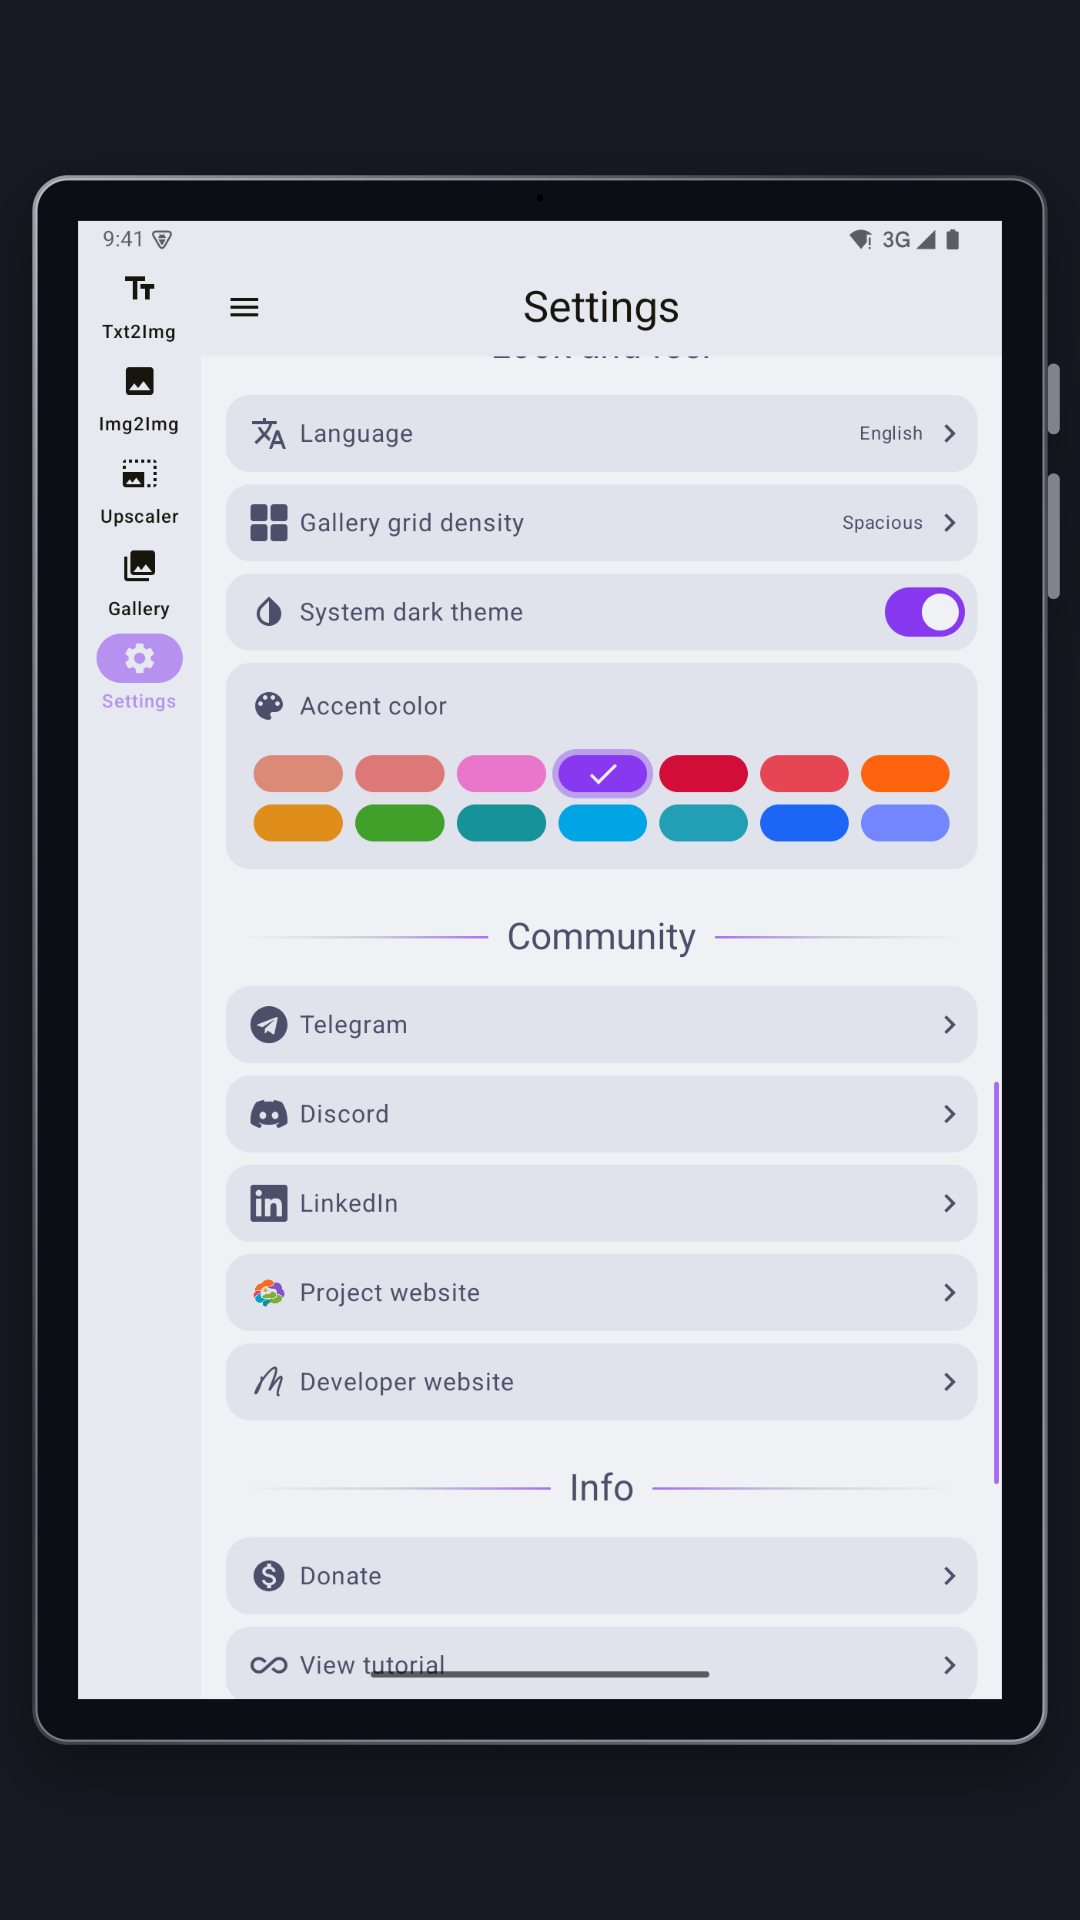 9:41
3G
Txt2Img
Img2Img
Upscaler
Gallery
Settings
Settings
Language
English
Gallery grid density
Spacious
System dark theme
Accent color
Community
Telegram
Discord
LinkedIn
Project website
Developer website
Info
Donate
View tutorial